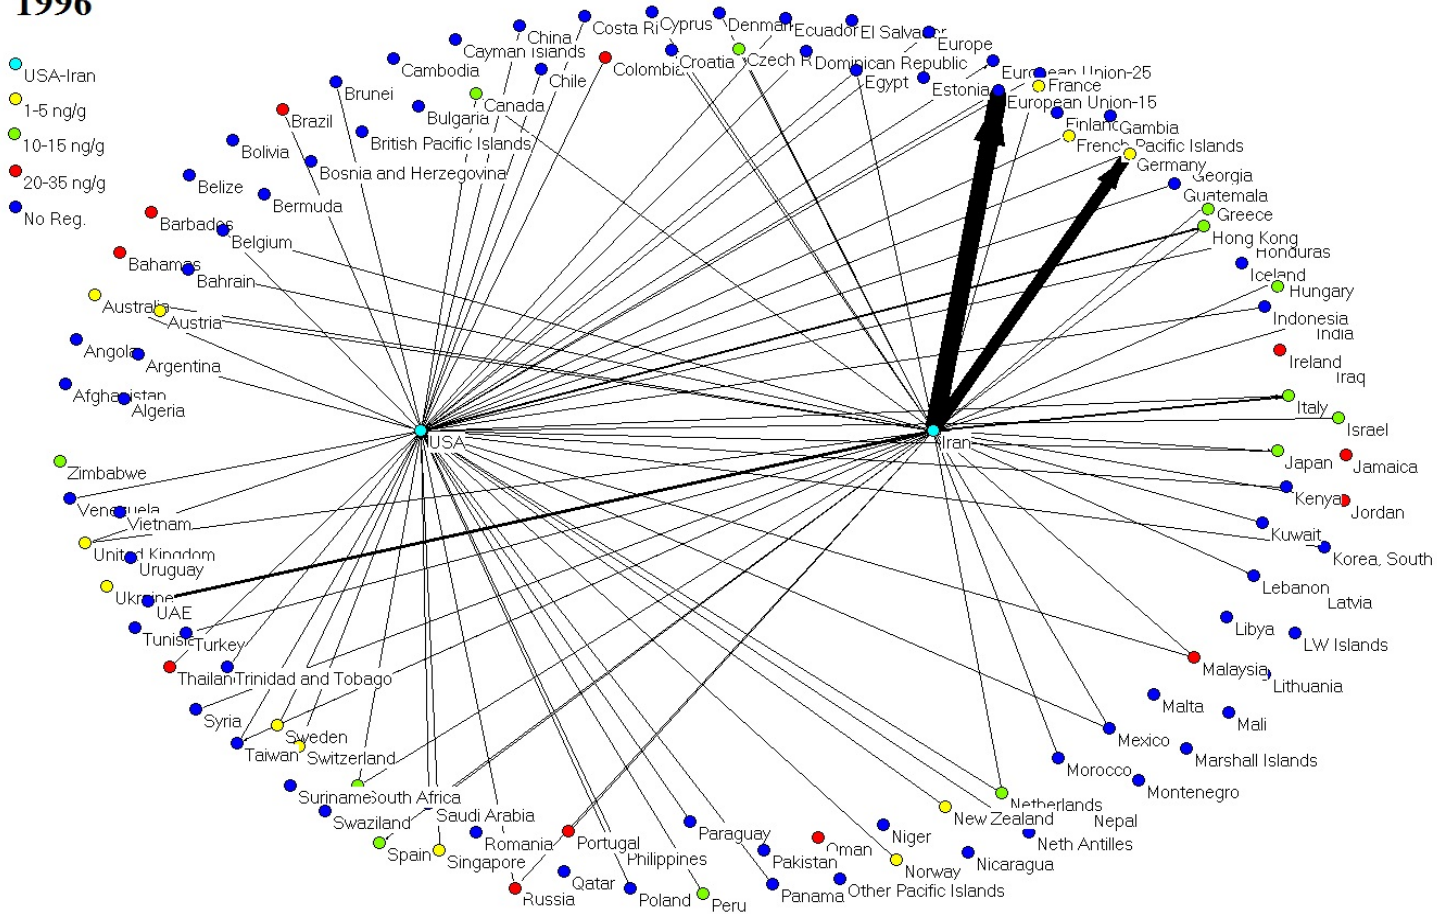 1996
USA-Iran
1-5 ng/g
10-15 ng/g
20-35 ng/g
No Reg.
China
Costa Ri
Cyprus
Denmar
Ecuador
El Salvador
Europe
Cayman Islands
Cambodia
Chile
Colombia
Croatia
Czech R
Dominican Republic
Egypt
Estonia
European Union-25
France
European Union-15
Brunei
Canada
Bulgaria
Brazil
British Pacific Islands
Bolivia
Bosnia and Herzegovina
Belize
Bermuda
Finland
Gambia
French Pacific Islands
Germany
Georgia
Guatemala
Greece
Hong Kong
Honduras
Barbados
Belgium
Bahamas
Bahrain
Iceland
Hungary
Australia
Austria
Indonesia
India
Angola
Argentina
Ireland
Iraq
Afghanistan
Algeria
Italy
Israel
USA
Iran
Zimbabwe
Japan
Jamaica
Venezuela
Vietnam
Kenya
Jordan
United Kingdom
Uruguay
Kuwait
Korea, South
Ukraine
UAE
Lebanon
Latvia
Tunisia
Turkey
Libya
LW Islands
Thailan
Trinidad and Tobago
Malaysia
Lithuania
Syria
Malta
Mali
Taiwan
Sweden
Switzerland
Mexico
Marshall Islands
Morocco
Montenegro
Suriname
South Africa
Swaziland
Saudi Arabia
Netherlands
New Zealand
Nepal
Spain
Singapore
Romania
Portugal
Philippines
Paraguay
Pakistan
Oman
Niger
Neth Antilles
Nicaragua
Norway
Russia
Qatar
Poland
Peru
Panama
Other Pacific Islands